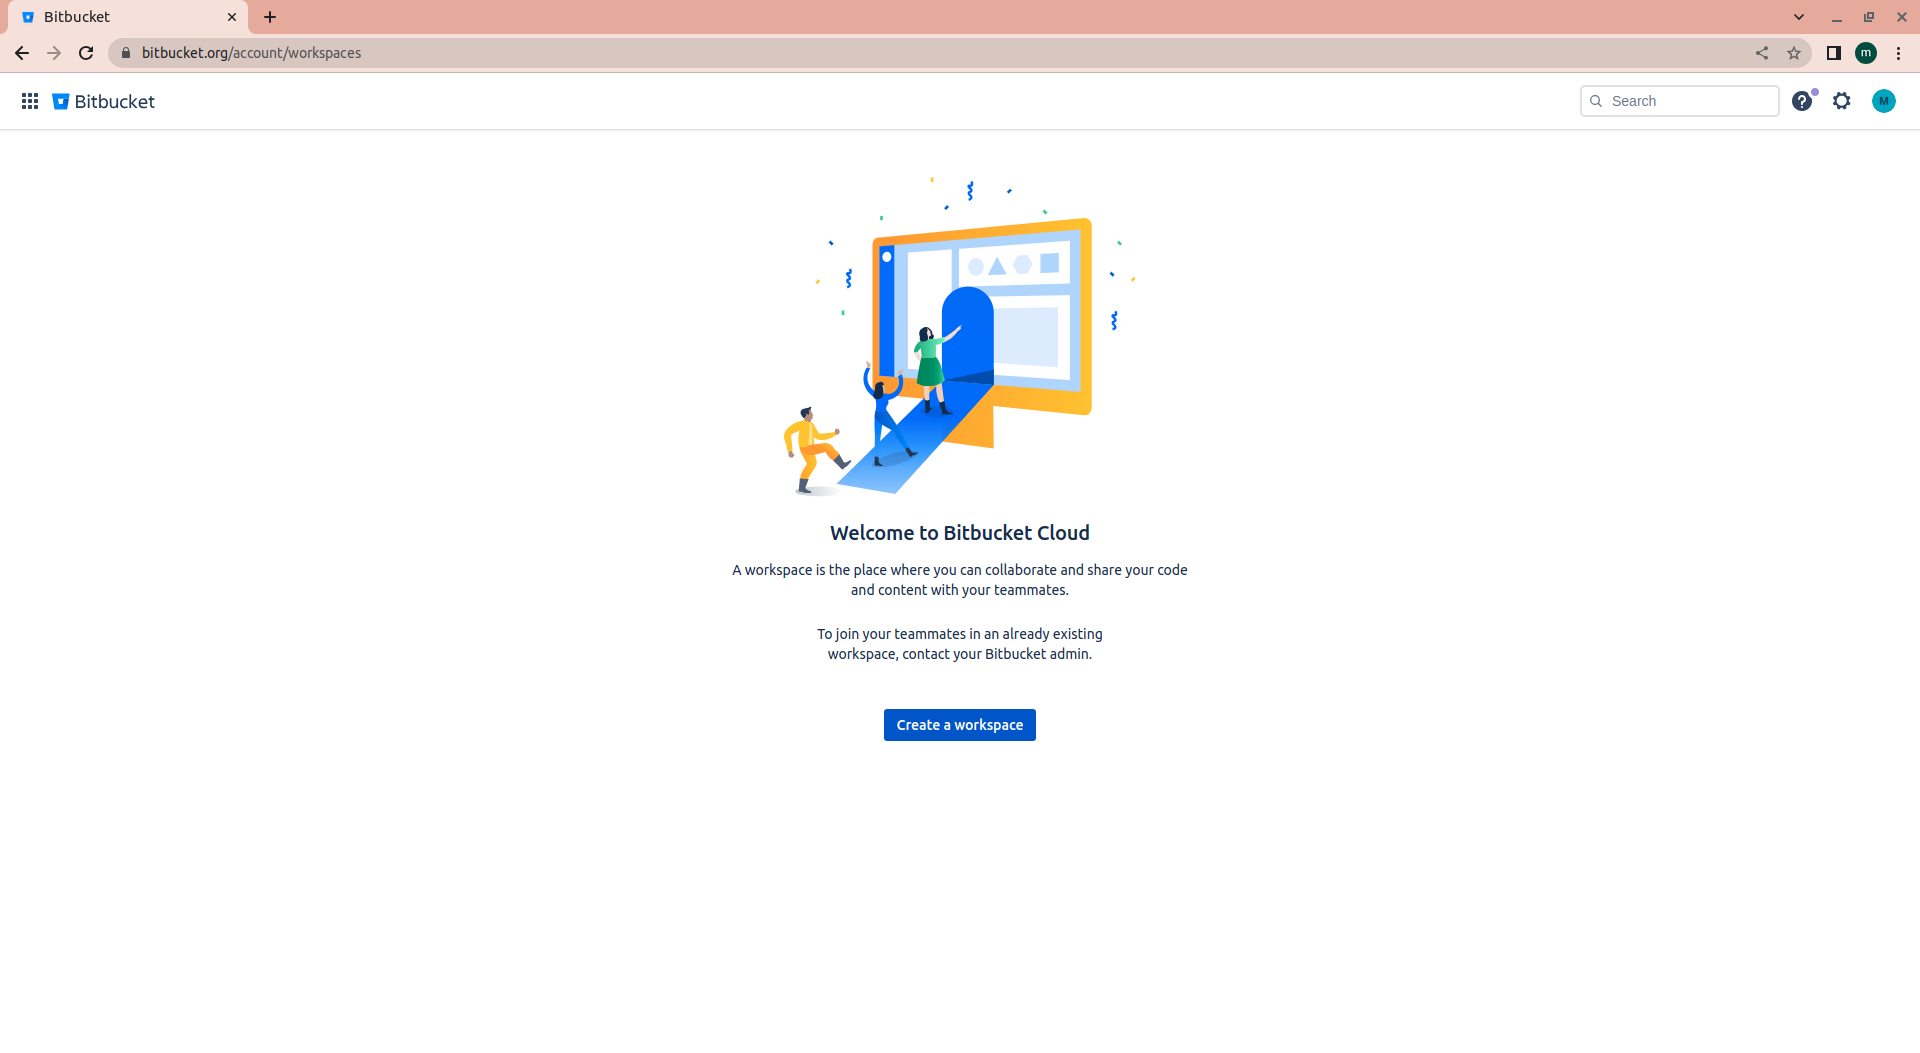 Bitbucket
bitbucket.org/account/workspaces
m
Bitbucket
Search
?
M
Welcome to Bitbucket Cloud
A workspace is the place where you can collaborate and share your code
and content with your teammates.
To join your teammates in an already existing
workspace, contact your Bitbucket admin.
Create a workspace